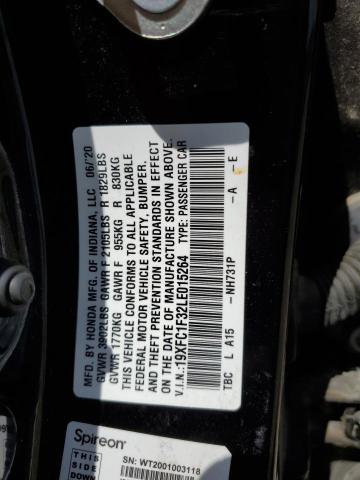 MFD. BY HONDA MFG. OF INDIANA, LLC 06/'20
GVWR 3902LBS GAWR F 2105LBS R 1829LBS
GVWR 1770KG GAWR F 955KG R 830KG
THIS VEHICLE CONFORMS TO ALL APPLICABLE
FEDERAL MOTOR VEHICLE SAFETY, BUMPER,
AND THEFT PREVENTION STANDARDS IN EFFECT
ON THE DATE OF MANUFACTURE SHOWN ABOVE.
V.I.N.:19XFC1F32LE015264 TYPE: PASSENGER CAR
TBC L A15 -NH731P -A -E
Spireon
SN: WT2001003118
THIS
SIDE
DOWN